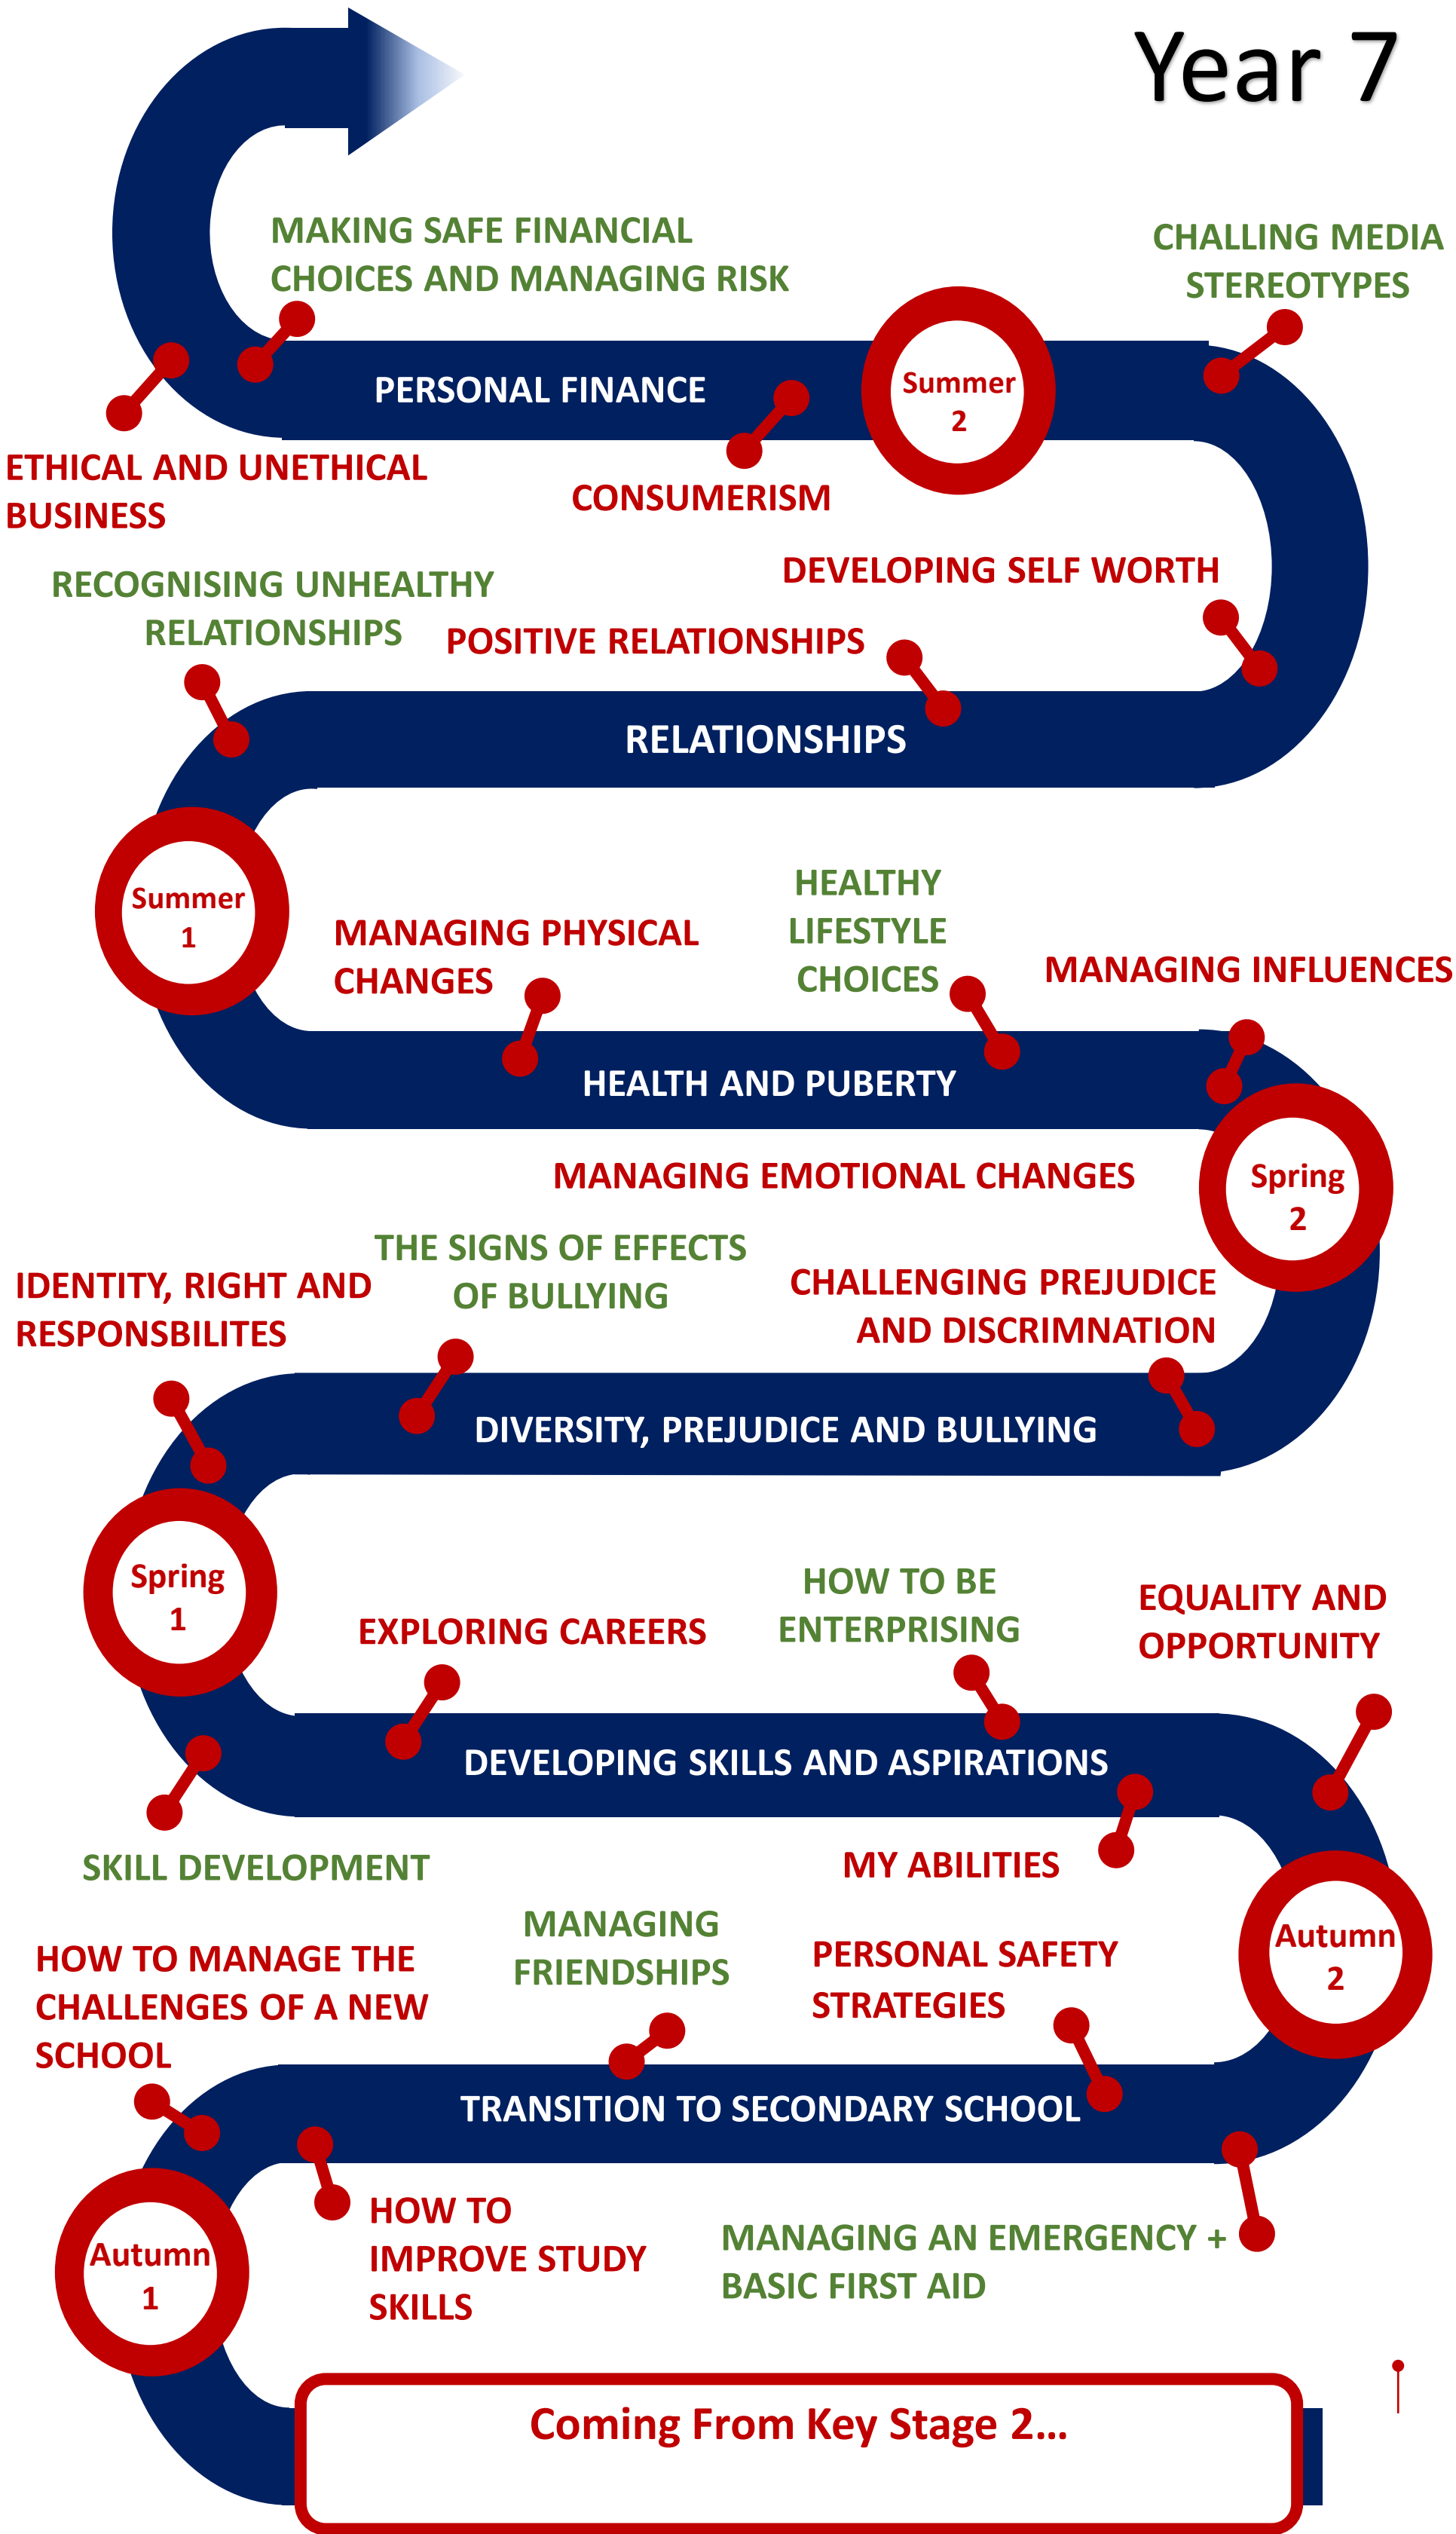 Year 7
MAKING SAFE FINANCIAL
CHOICES AND MANAGING RISK
CHALLING MEDIA
STEREOTYPES
PERSONAL FINANCE
Summer
2
ETHICAL AND UNETHICAL
BUSINESS
CONSUMERISM
DEVELOPING SELF WORTH
RECOGNISING UNHEALTHY
RELATIONSHIPS
POSITIVE RELATIONSHIPS
RELATIONSHIPS
Summer
1
MANAGING PHYSICAL
CHANGES
HEALTHY
LIFESTYLE
CHOICES
MANAGING INFLUENCES
HEALTH AND PUBERTY
MANAGING EMOTIONAL CHANGES
Spring
2
IDENTITY, RIGHT AND
RESPONSBILITES
THE SIGNS OF EFFECTS
OF BULLYING
CHALLENGING PREJUDICE
AND DISCRIMNATION
DIVERSITY, PREJUDICE AND BULLYING
Spring
1
EXPLORING CAREERS
HOW TO BE
ENTERPRISING
EQUALITY AND
OPPORTUNITY
DEVELOPING SKILLS AND ASPIRATIONS
SKILL DEVELOPMENT
MY ABILITIES
Autumn
2
HOW TO MANAGE THE
CHALLENGES OF A NEW
SCHOOL
MANAGING
FRIENDSHIPS
PERSONAL SAFETY
STRATEGIES
TRANSITION TO SECONDARY SCHOOL
Autumn
1
HOW TO
IMPROVE STUDY
SKILLS
MANAGING AN EMERGENCY +
BASIC FIRST AID
Coming From Key Stage 2...